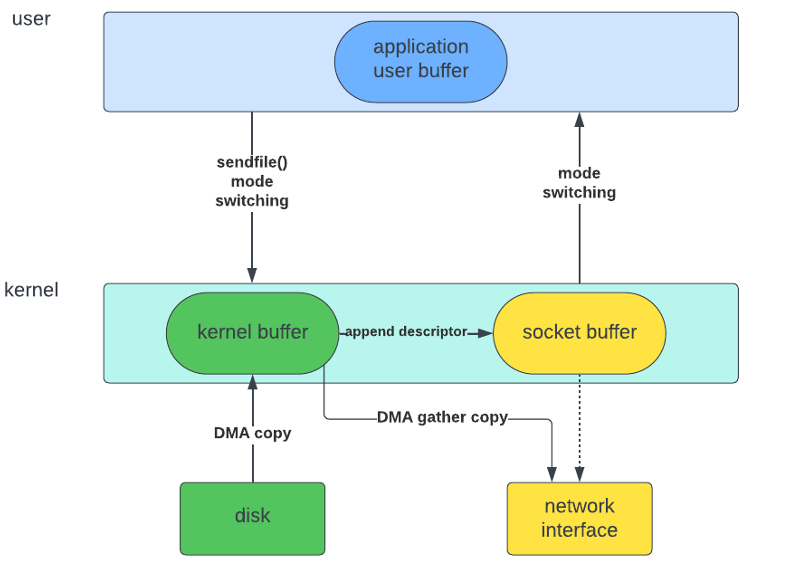 user
application
user buffer
sendfile()
mode
switching
mode
switching
kernel
kernel buffer
append descriptor
socket buffer
DMA gather copy
DMA copy
disk
network
interface